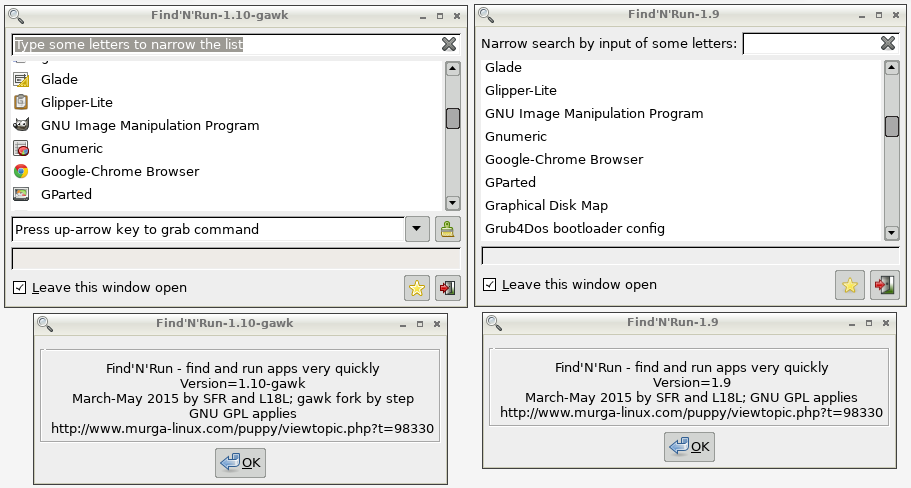 Find'N'Run-1.10-gawk
Type some letters to narrow the list
Glade
Glipper-Lite
GNU Image Manipulation Program
Gnumeric
Google-Chrome Browser
GParted
Press up-arrow key to grab command
Leave this window open
Find'N'Run-1.9
Narrow search by input of some letters:
Glade
Glipper-Lite
GNU Image Manipulation Program
Gnumeric
Google-Chrome Browser
GParted
Graphical Disk Map
Grub4Dos bootloader config
Leave this window open
Find'N'Run-1.10-gawk
Find'N'Run - find and run apps very quickly
Version=1.10-gawk
March-May 2015 by SFR and L18L; gawk fork by step
GNU GPL applies
http://www.murga-linux.com/puppy/viewtopic.php?t=98330
OK
Find'N'Run-1.9
Find'N'Run - find and run apps very quickly
Version=1.9
March-May 2015 by SFR and L18L; GNU GPL applies
http://www.murga-linux.com/puppy/viewtopic.php?t=98330
OK